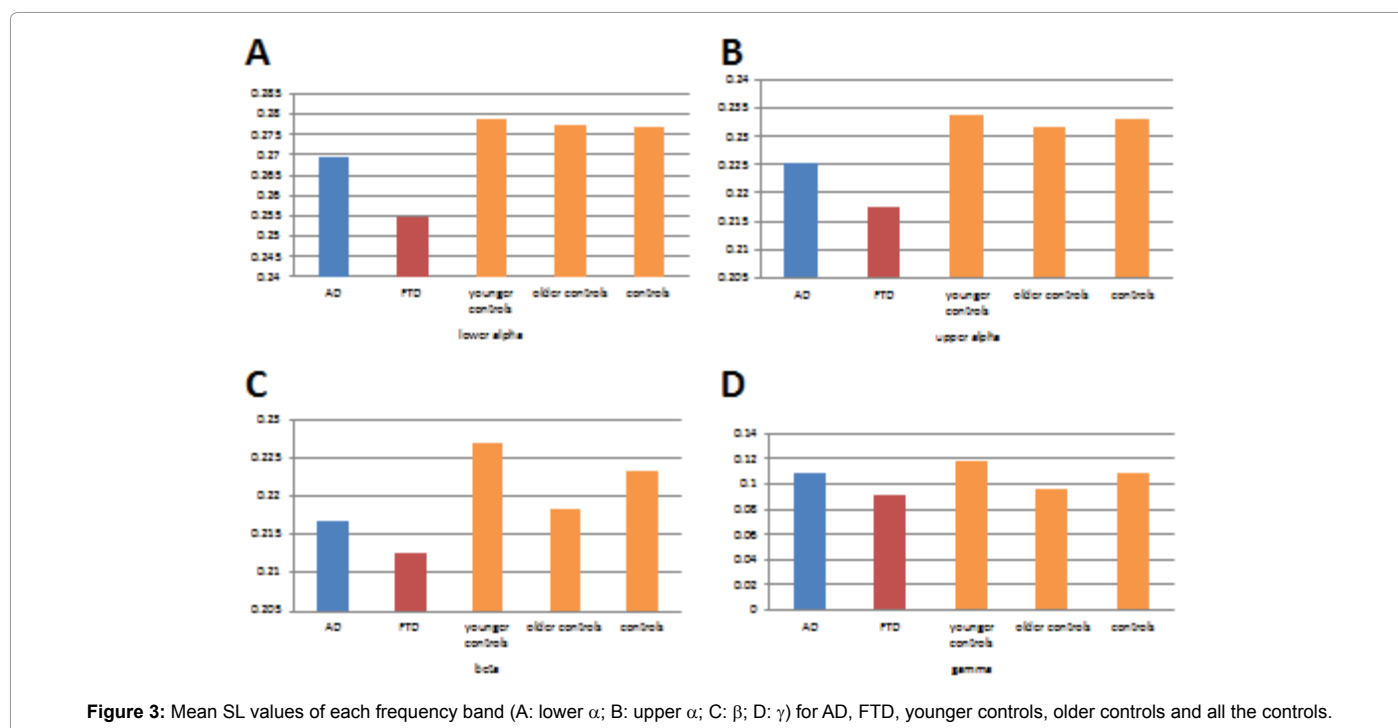 A
0.285
0.28
0.275
0.27
0.265
0.26
0.255
0.25
0.245
0.24
AD FTD younger controls older controls controls
lower alpha
B
0.24
0.235
0.23
0.225
0.22
0.215
0.21
0.205
AD FTD younger controls older controls controls
upper alpha
C
0.23
0.225
0.22
0.215
0.21
0.205
AD FTD younger controls older controls controls
beta
D
0.14
0.12
0.1
0.08
0.06
0.04
0.02
0
AD FTD younger controls older controls controls
gamma
Figure 3: Mean SL values of each frequency band (A: lower α; B: upper α; C: β; D: γ) for AD, FTD, younger controls, older controls and all the controls.